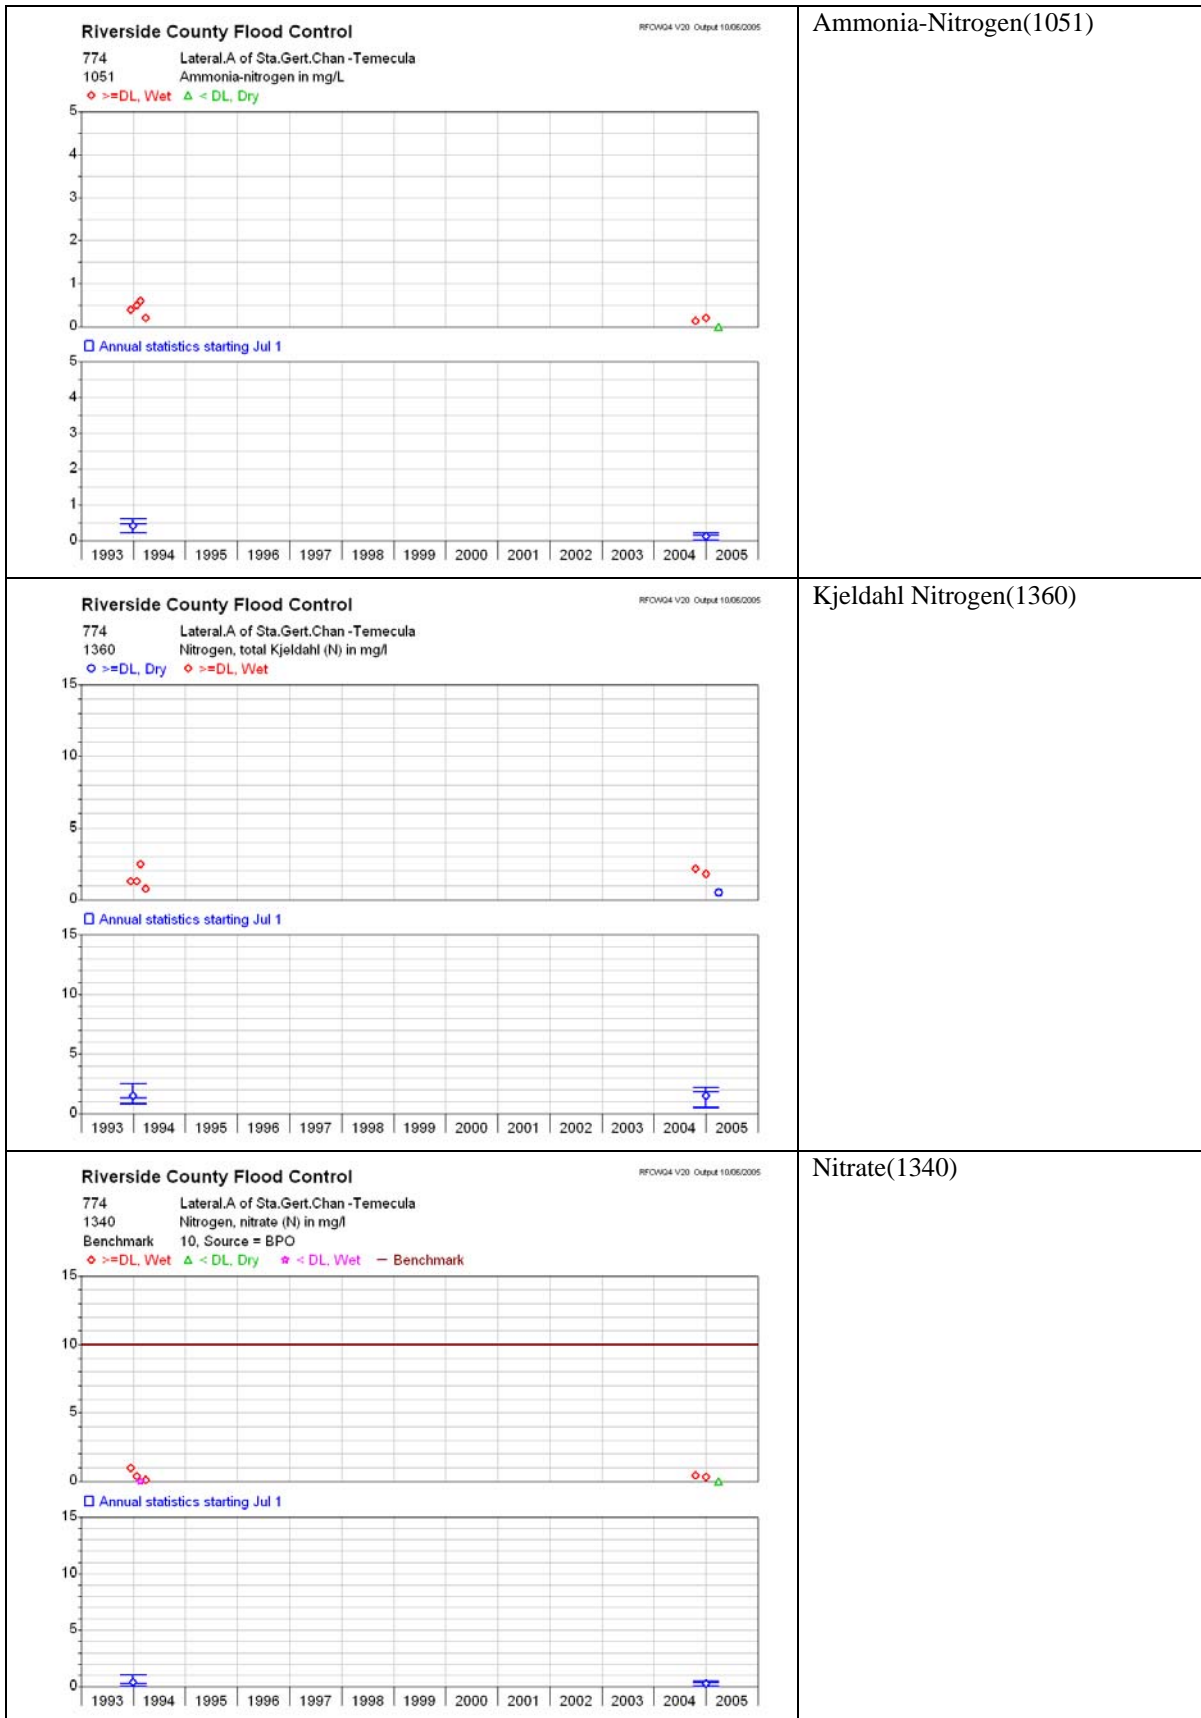 Riverside County Flood Control
RFCWQ4 V20 Output 10/06/2005
774 Lateral.A of Sta.Gert.Chan -Temecula
1051 Ammonia-nitrogen in mg/L
>=DL, Wet < DL, Dry
5
4
3
2
1
0
Annual statistics starting Jul 1
5
4
3
2
1
0
1993 1994 1995 1996 1997 1998 1999 2000 2001 2002 2003 2004 2005
Ammonia-Nitrogen(1051)
Riverside County Flood Control
RFCWQ4 V20 Output 10/06/2005
774 Lateral.A of Sta.Gert.Chan -Temecula
1360 Nitrogen, total Kjeldahl (N) in mg/l
>=DL, Dry >=DL, Wet
15
10
5
0
Annual statistics starting Jul 1
15
10
5
0
1993 1994 1995 1996 1997 1998 1999 2000 2001 2002 2003 2004 2005
Kjeldahl Nitrogen(1360)
Riverside County Flood Control
RFCWQ4 V20 Output 10/06/2005
774 Lateral.A of Sta.Gert.Chan -Temecula
1340 Nitrogen, nitrate (N) in mg/l
Benchmark 10, Source = BPO
>=DL, Wet < DL, Dry < DL, Wet Benchmark
15
10
5
0
Annual statistics starting Jul 1
15
10
5
0
1993 1994 1995 1996 1997 1998 1999 2000 2001 2002 2003 2004 2005
Nitrate(1340)